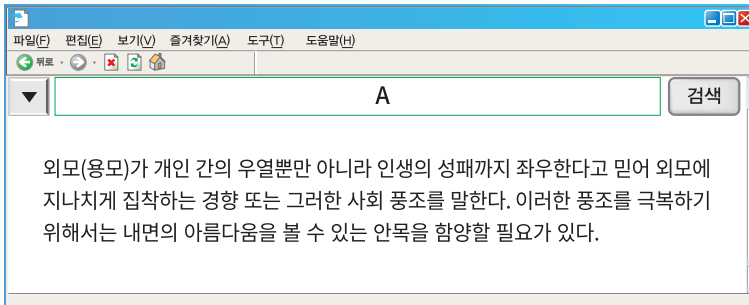 파일(F) 편집(E) 보기(V) 즐겨찾기(A) 도구(T) 도움말(H)
뒤로
A 검색
외모(용모)가 개인 간의 우열뿐만 아니라 인생의 성패까지 좌우한다고 믿어 외모에
지나치게 집착하는 경향 또는 그러한 사회 풍조를 말한다. 이러한 풍조를 극복하기
위해서는 내면의 아름다움을 볼 수 있는 안목을 함양할 필요가 있다.